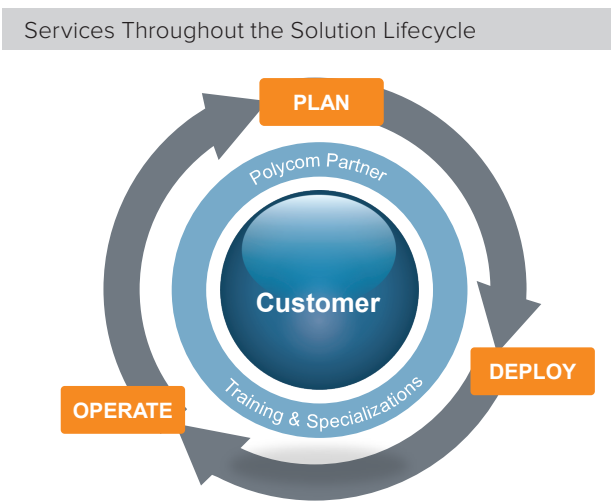 Services Throughout the Solution Lifecycle
PLAN
Polycom Partner
Customer
DEPLOY
OPERATE
Training & Specializations